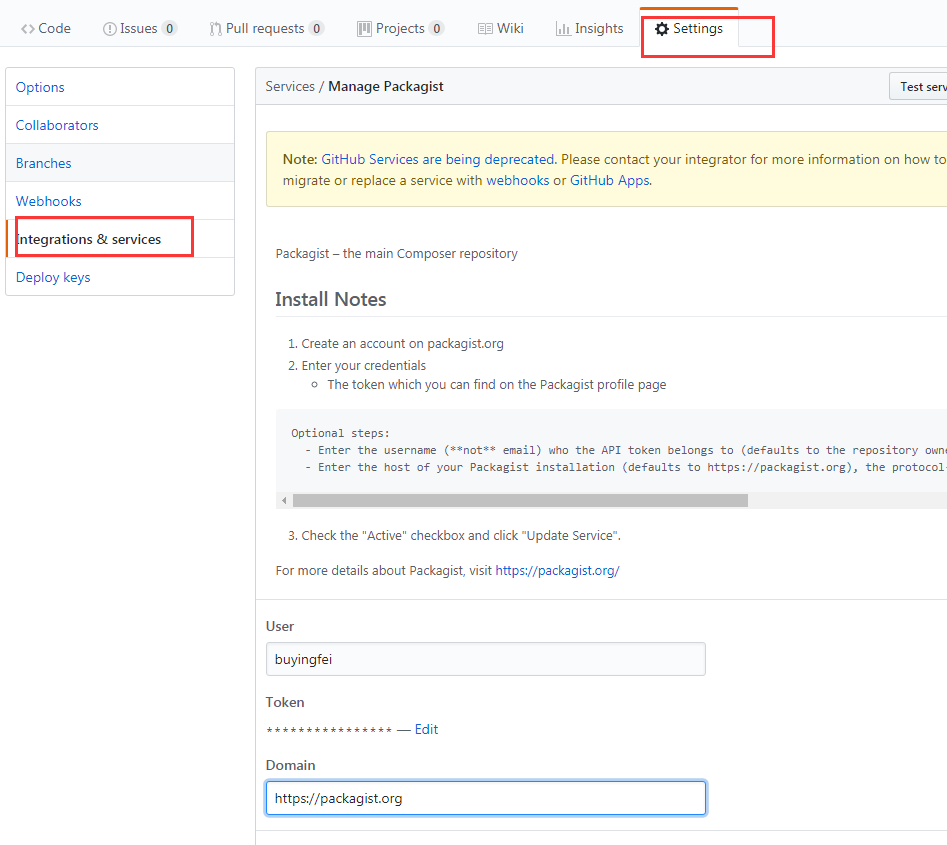 Code Issues 0 Pull requests 0 Projects 0 Wiki Insights Settings
Options
Collaborators
Branches
Webhooks
Integrations & services
Deploy keys
Services / Manage Packagist
Test serv
Note: GitHub Services are being deprecated. Please contact your integrator for more information on how to
migrate or replace a service with webhooks or GitHub Apps.
Packagist – the main Composer repository
Install Notes
1. Create an account on packagist.org
2. Enter your credentials
The token which you can find on the Packagist profile page
Optional steps:
- Enter the username (**not** email) who the API token belongs to (defaults to the repository owne
- Enter the host of your Packagist installation (defaults to https://packagist.org), the protocol-
3. Check the "Active" checkbox and click "Update Service".
For more details about Packagist, visit https://packagist.org/
User
buyingfei
Token
**************** — Edit
Domain
https://packagist.org